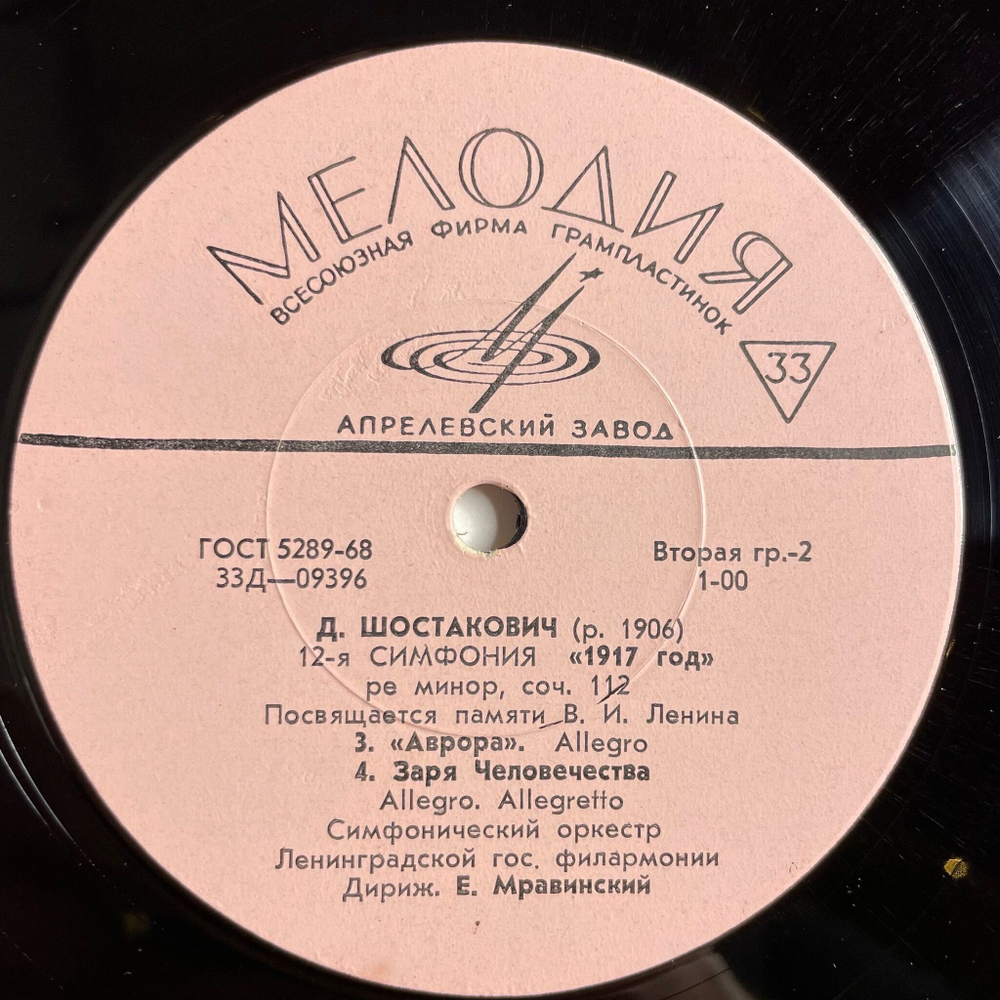 МЕЛОДИЯ
ВСЕСОЮЗНАЯ ФИРМА ГРАМПЛАСТИНОК
33
АПРЕЛЕВСКИЙ ЗАВОД
ГОСТ 5289-68
33Д—09396
Вторая гр.-2
1-00
Д. ШОСТАКОВИЧ (р. 1906)
12-я СИМФОНИЯ «1917 год»
ре минор, соч. 112
Посвящается памяти В. И. Ленина
3. «Аврора». Allegro
4. Заря Человечества
Allegro. Allegretto
Симфонический оркестр
Ленинградской гос. филармонии
Дириж. Е. Мравинский